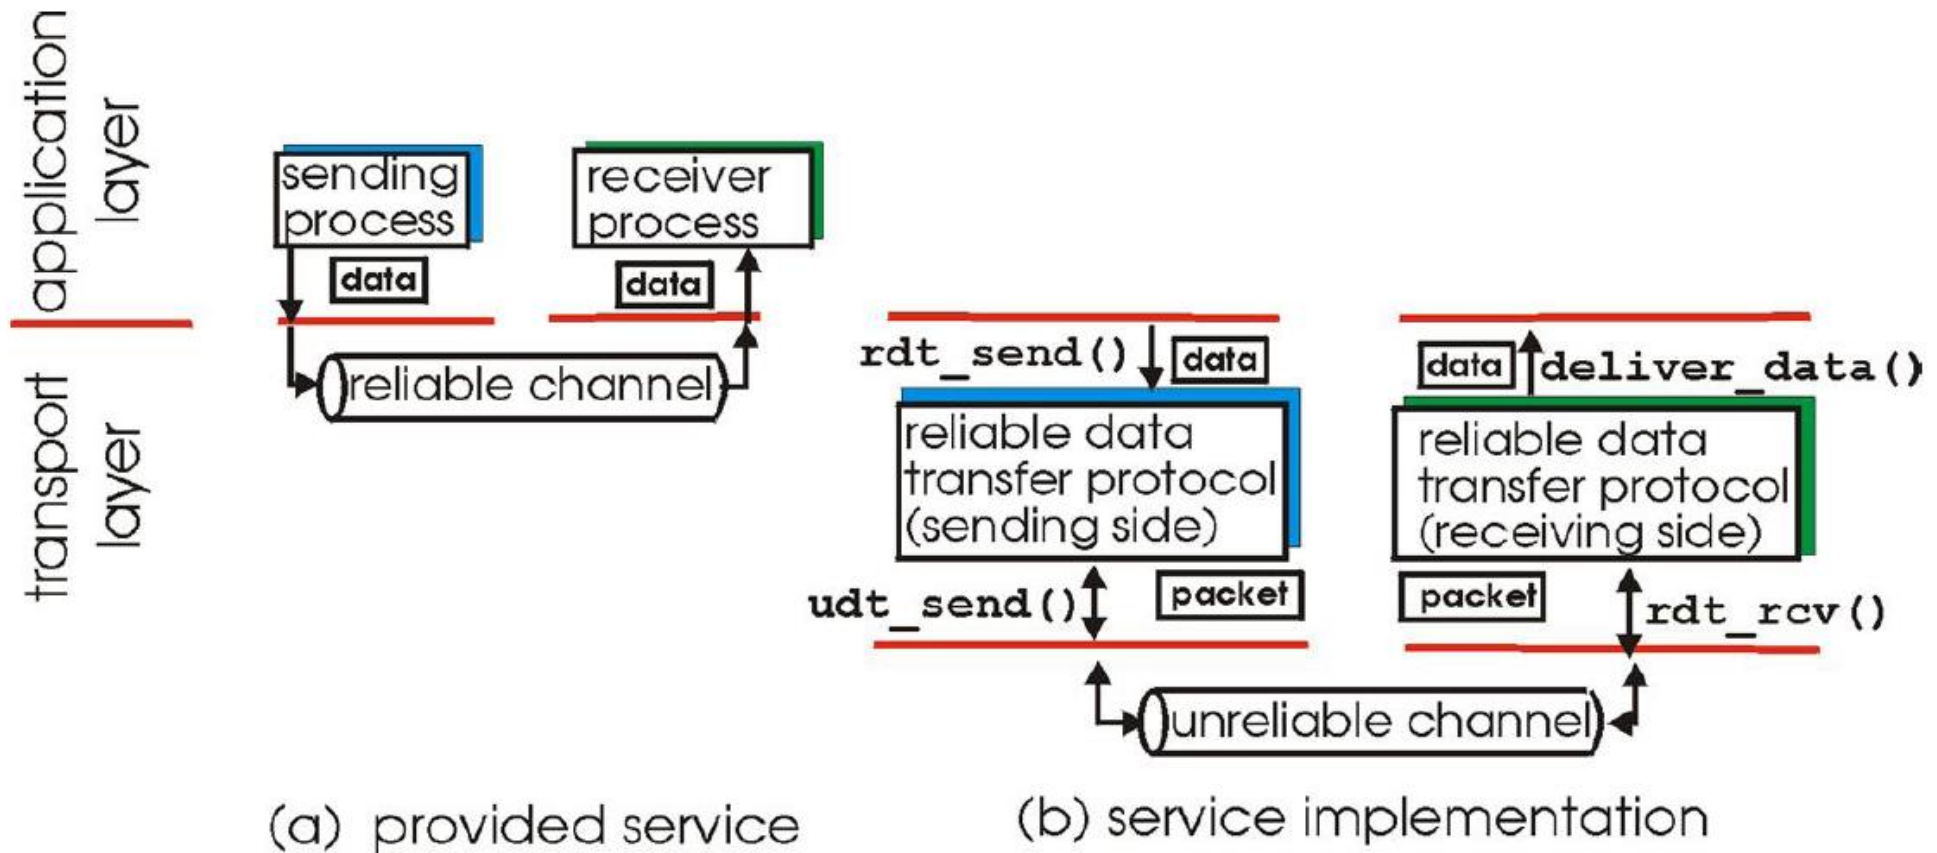 application
layer
transport
layer
sending
process
data
receiver
process
data
reliable channel
(a) provided service
rdt_send()
data
reliable data
transfer protocol
(sending side)
udt_send()
packet
data
deliver_data()
reliable data
transfer protocol
(receiving side)
packet
rdt_rcv()
unreliable channel
(b) service implementation